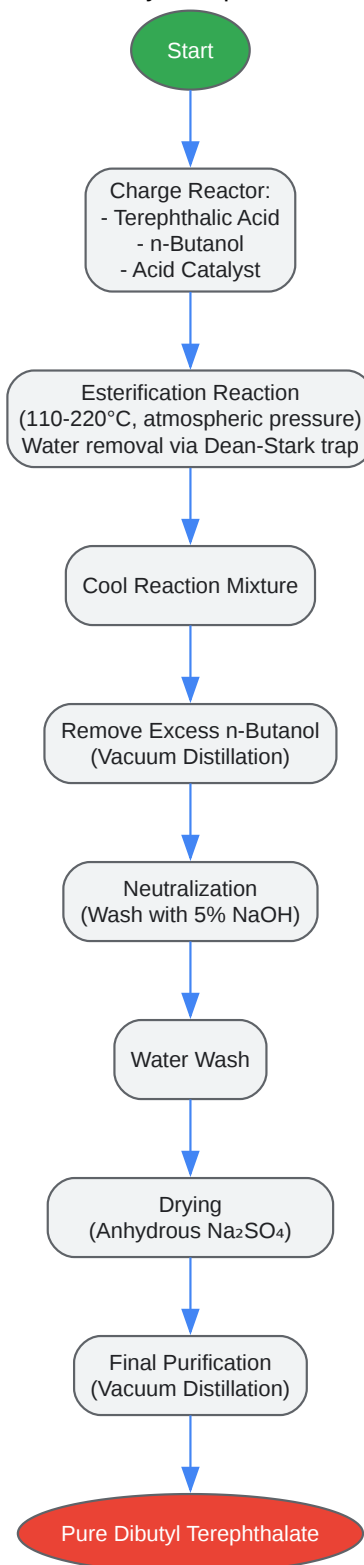 Start
Charge Reactor:
- Terephthalic Acid
- n-Butanol
- Acid Catalyst
Esterification Reaction
(110-220°C, atmospheric pressure)
Water removal via Dean-Stark trap
Cool Reaction Mixture
Remove Excess n-Butanol
(Vacuum Distillation)
Neutralization
(Wash with 5% NaOH)
Water Wash
Drying
(Anhydrous Na₂SO₄)
Final Purification
(Vacuum Distillation)
Pure Dibutyl Terephthalate